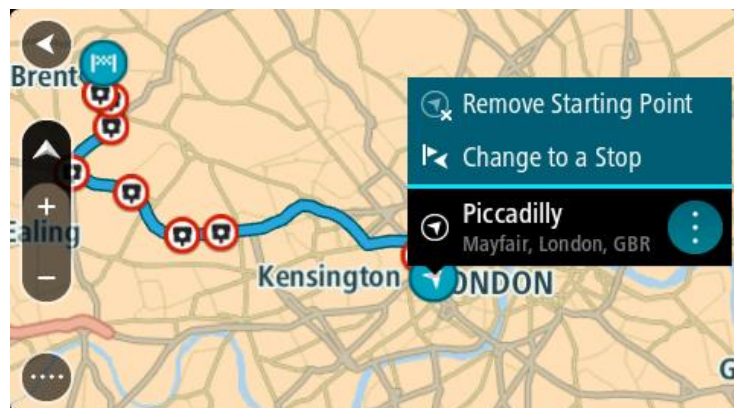 Brent
Remove Starting Point
Change to a Stop
Piccadilly
Mayfair, London, GBR
Ealing
Kensington
ONDON
G